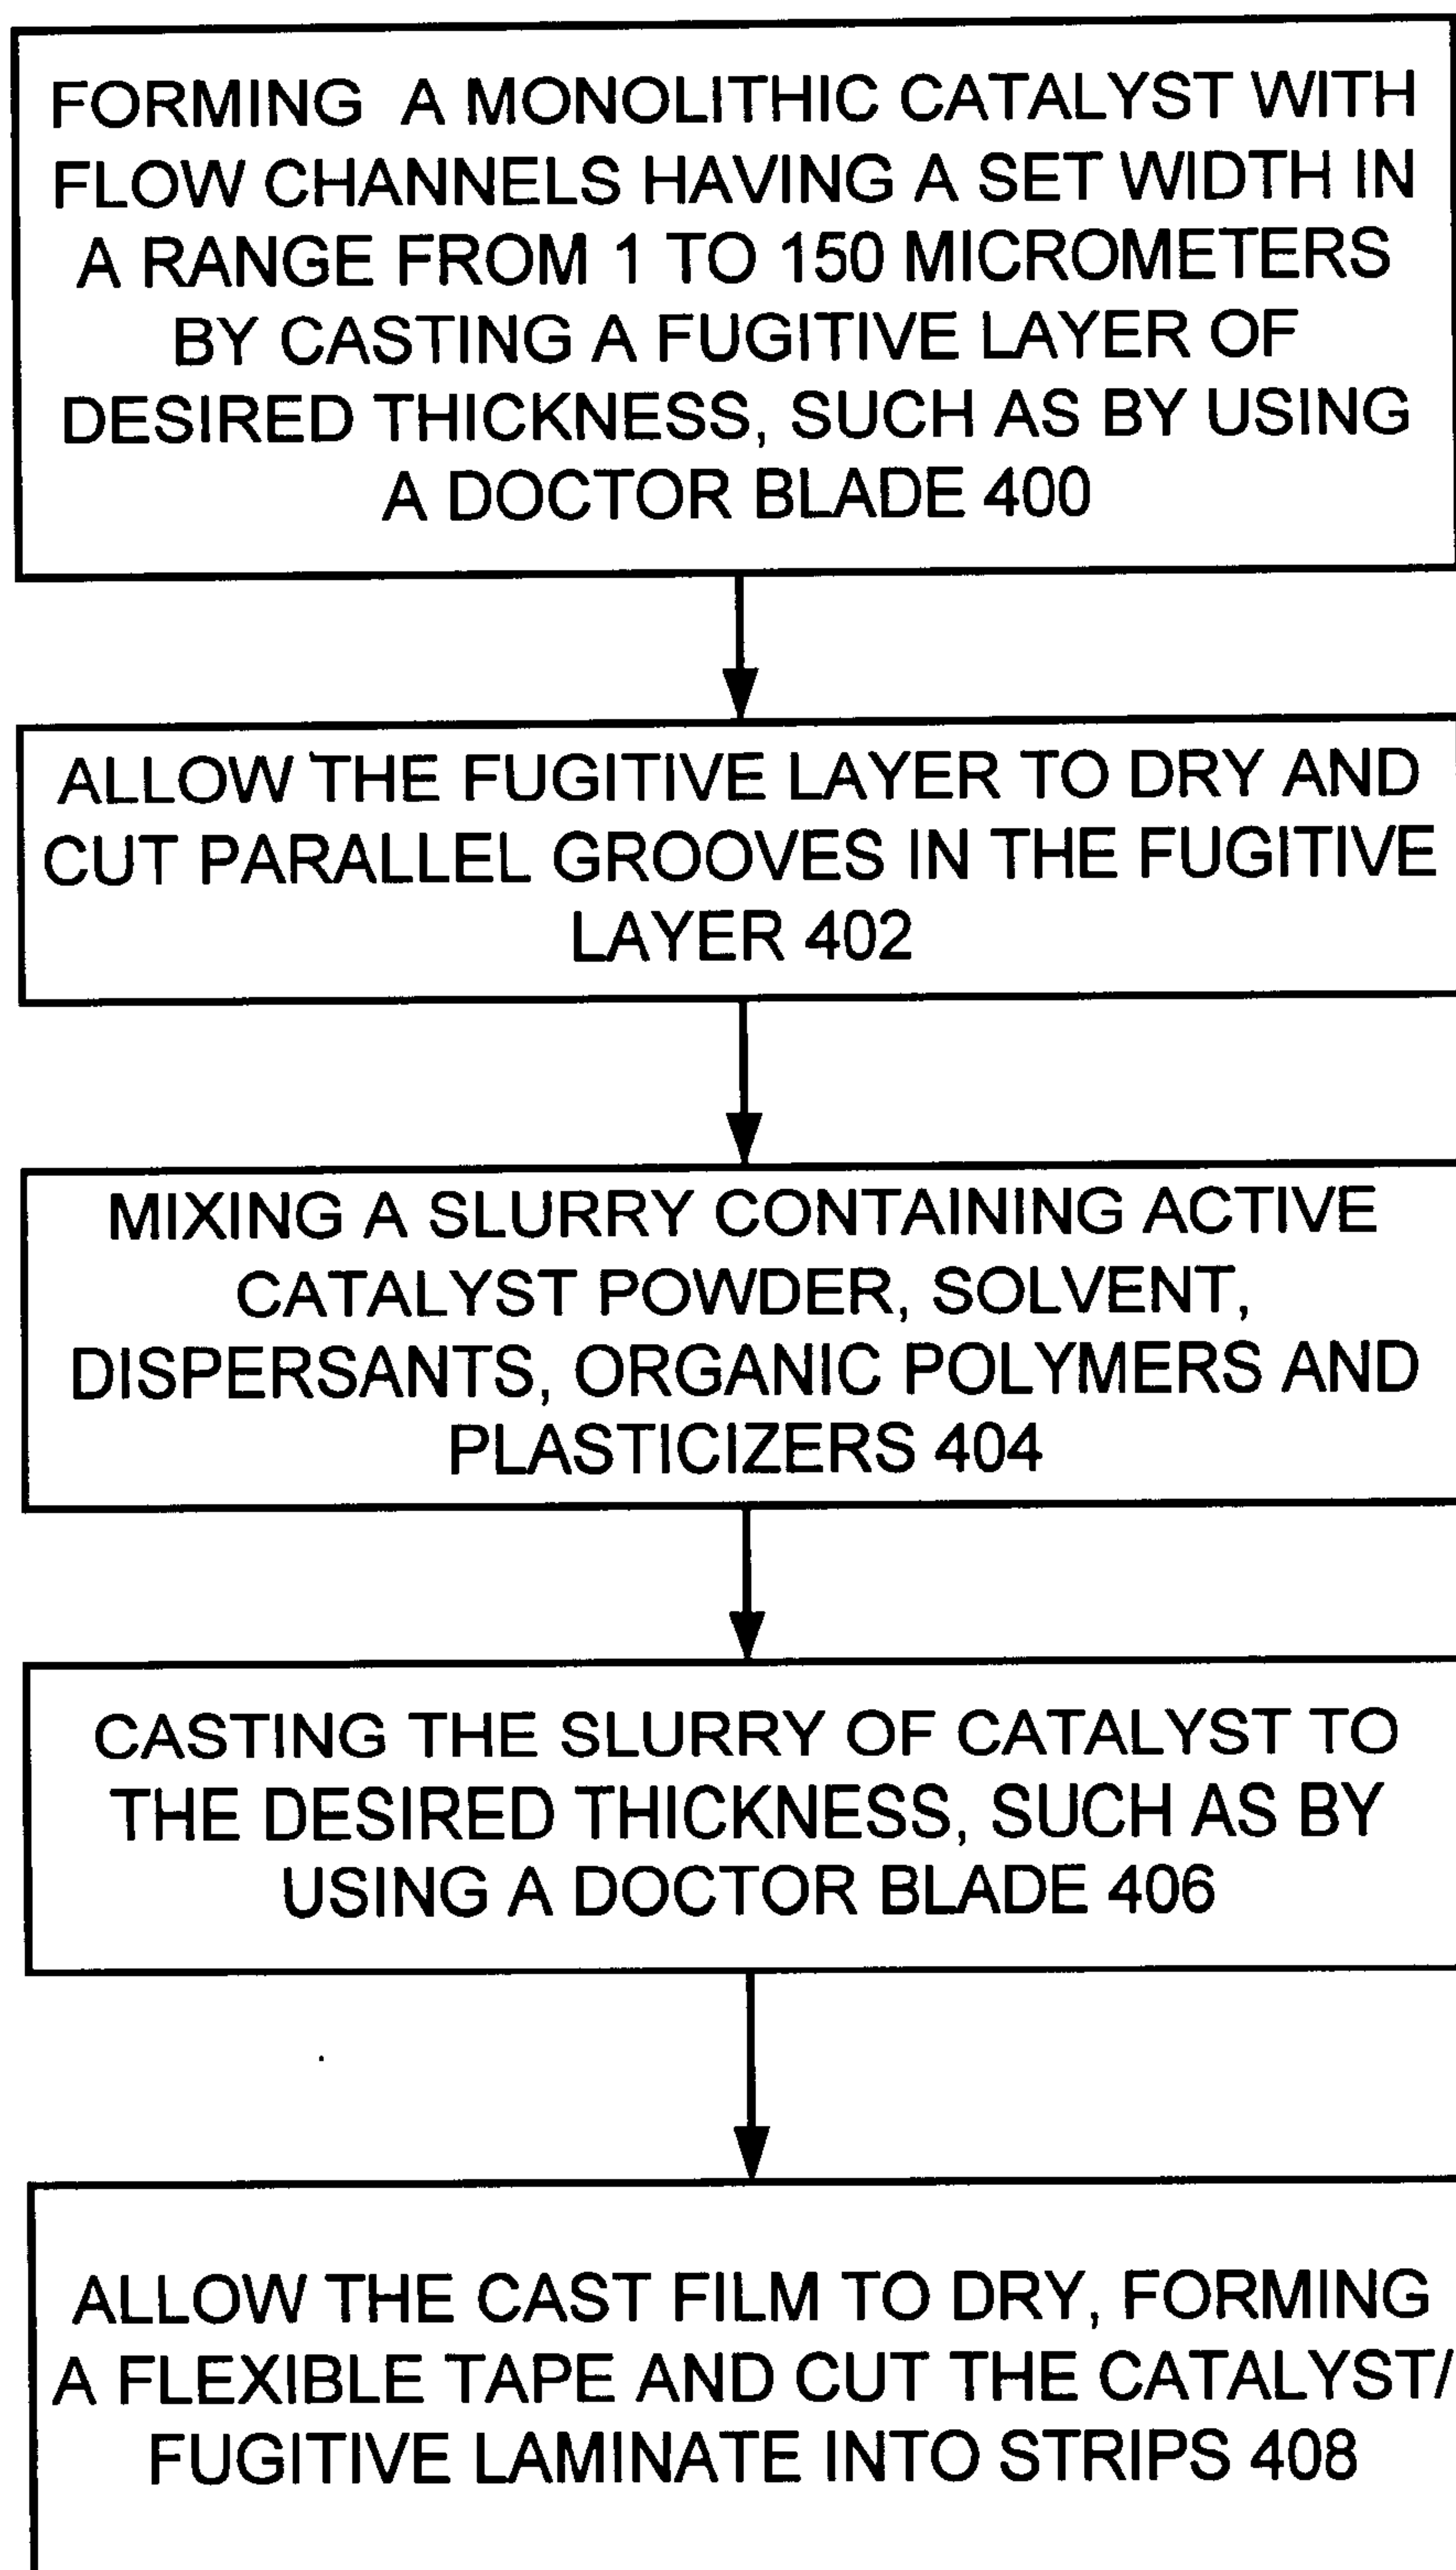 FORMING A MONOLITHIC CATALYST WITH
FLOW CHANNELS HAVING A SET WIDTH IN
A RANGE FROM 1 TO 150 MICROMETERS
BY CASTING A FUGITIVE LAYER OF
DESIRED THICKNESS, SUCH AS BY USING
A DOCTOR BLADE 400
ALLOW THE FUGITIVE LAYER TO DRY AND
CUT PARALLEL GROOVES IN THE FUGITIVE
LAYER 402
MIXING A SLURRY CONTAINING ACTIVE
CATALYST POWDER, SOLVENT,
DISPERSANTS, ORGANIC POLYMERS AND
PLASTICIZERS 404
CASTING THE SLURRY OF CATALYST TO
THE DESIRED THICKNESS, SUCH AS BY
USING A DOCTOR BLADE 406
ALLOW THE CAST FILM TO DRY, FORMING
A FLEXIBLE TAPE AND CUT THE CATALYST/
FUGITIVE LAMINATE INTO STRIPS 408